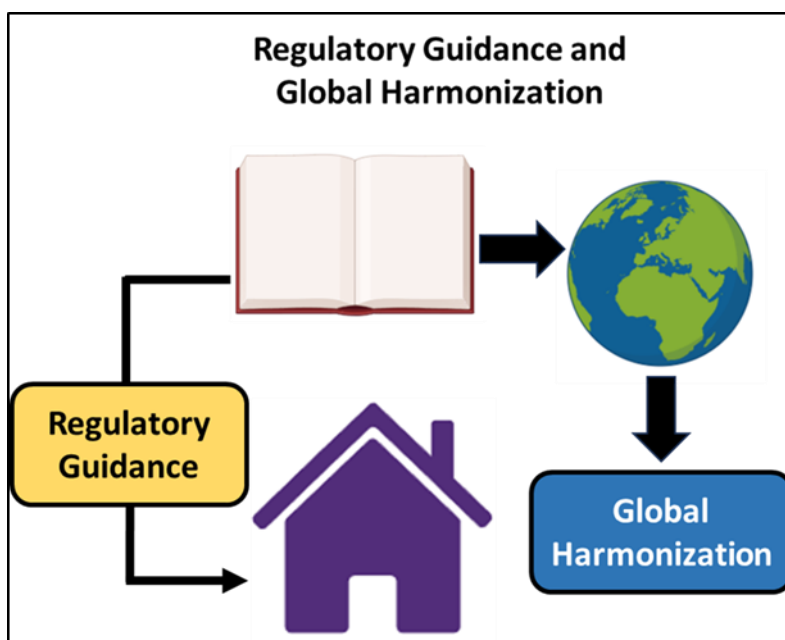 Regulatory Guidance and
Global Harmonization
Regulatory
Guidance
Global
Harmonization